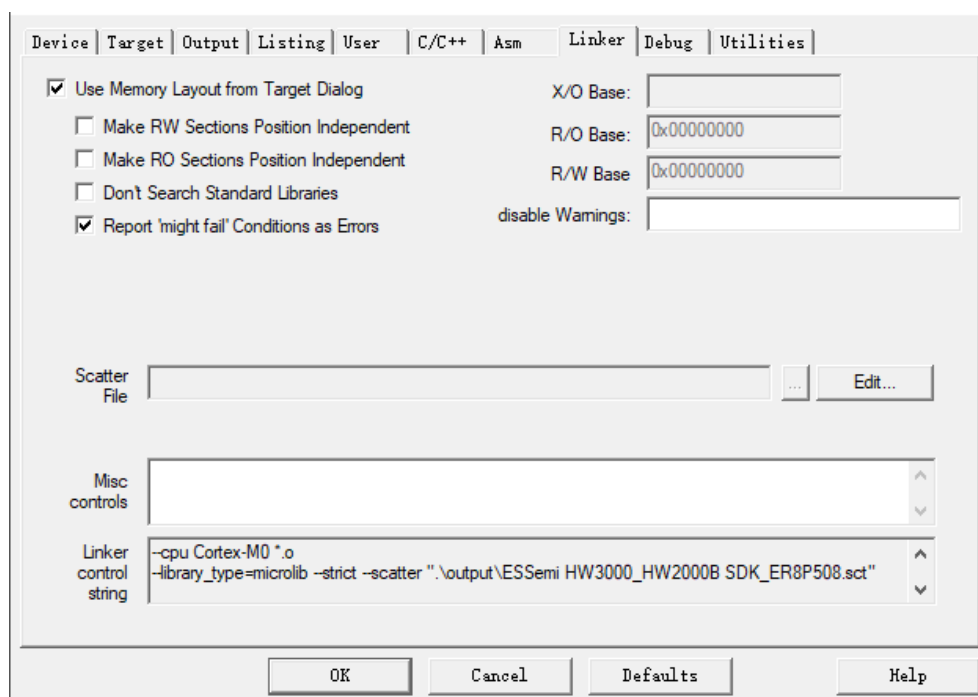 Device Target Output Listing User C/C++ Asm Linker Debug Utilities
Use Memory Layout from Target Dialog
Make RW Sections Position Independent
Make RO Sections Position Independent
Don't Search Standard Libraries
Report 'might fail' Conditions as Errors
X/O Base:
R/O Base: 0x00000000
R/W Base 0x00000000
disable Warnings:
Scatter
File
...
Edit...
Misc
controls
Linker
control
string
--cpu Cortex-M0 *.o
--library_type=microlib --strict --scatter ".\output\ESSemi HW3000_HW2000B SDK_ER8P508.sct"
OK Cancel Defaults Help